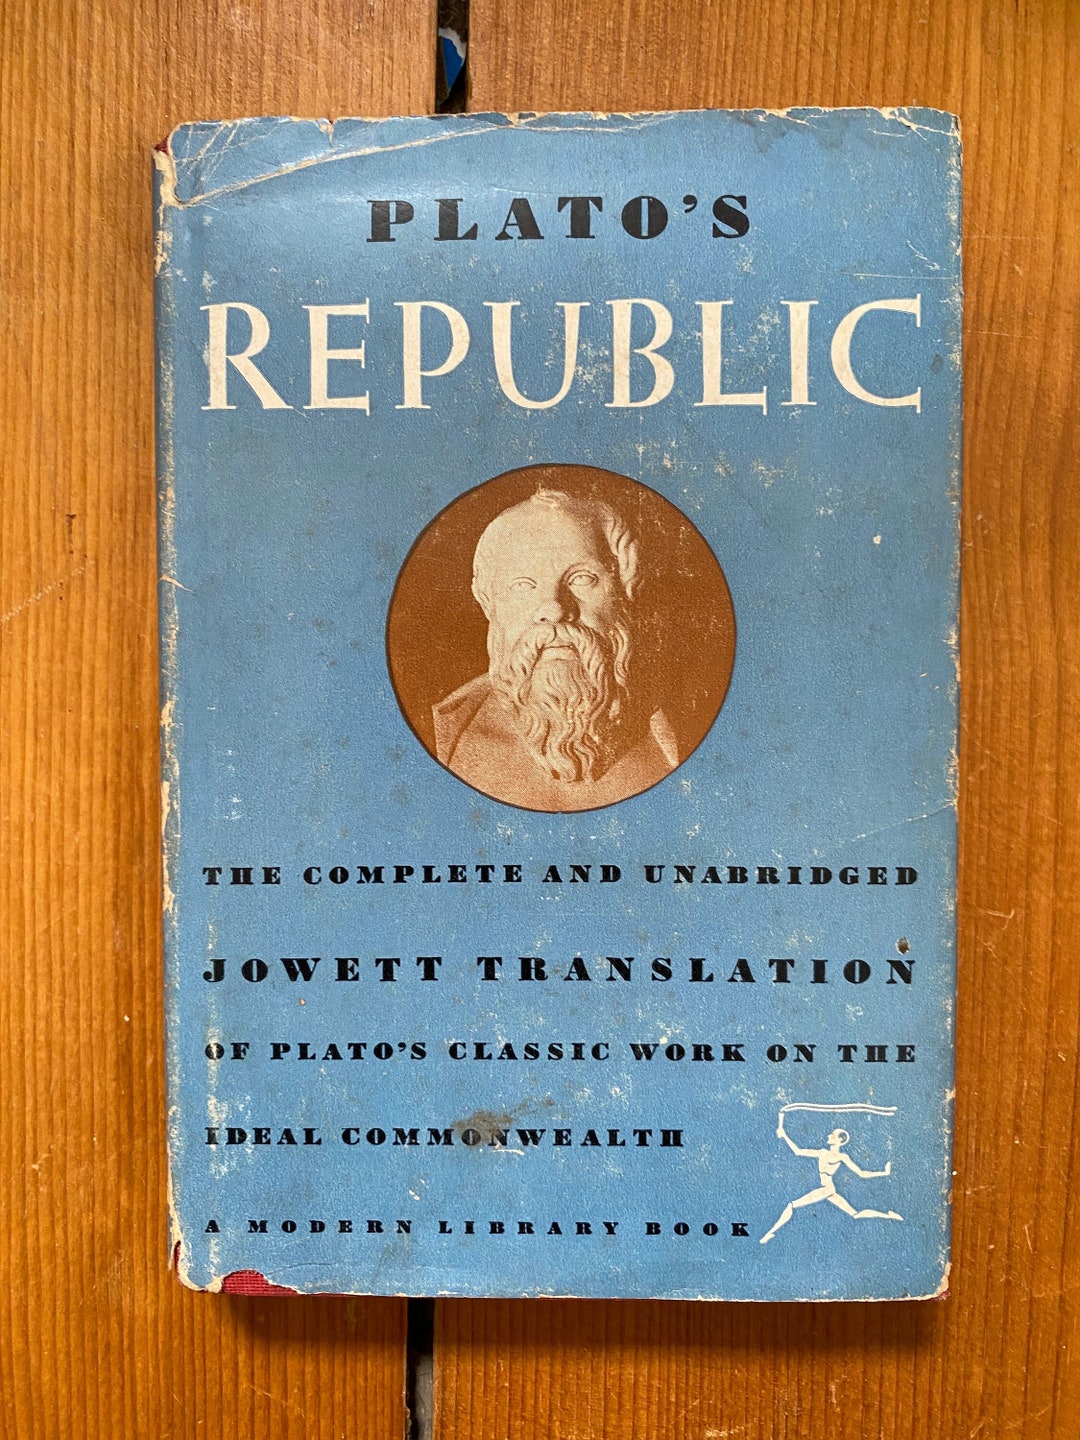 PLATO'S
REPUBLIC
THE COMPLETE AND UNABRIDGED
JOWETT TRANSLATION
OF PLATO'S CLASSIC WORK ON THE
IDEAL COMMONWEALTH
A MODERN LIBRARY BOOK